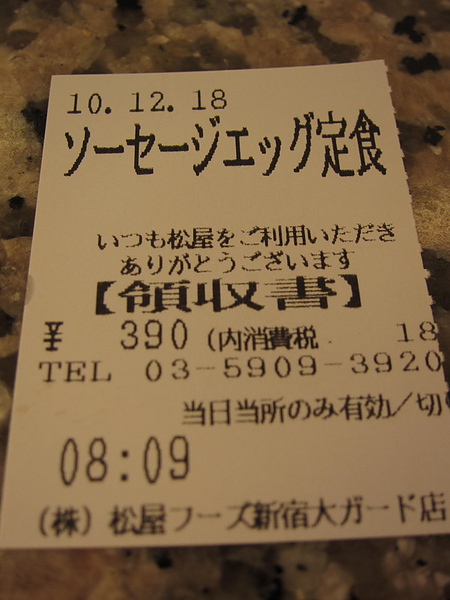 10.12.18
ソーセージエッグ定食
いつも松屋をご利用いただき
ありがとうございます
【領収書】
¥ 390 (内消費税 18
TEL 03-5909-3920
当日当所のみ有効/切
08:09
(株)松屋フーズ新宿大ガード店